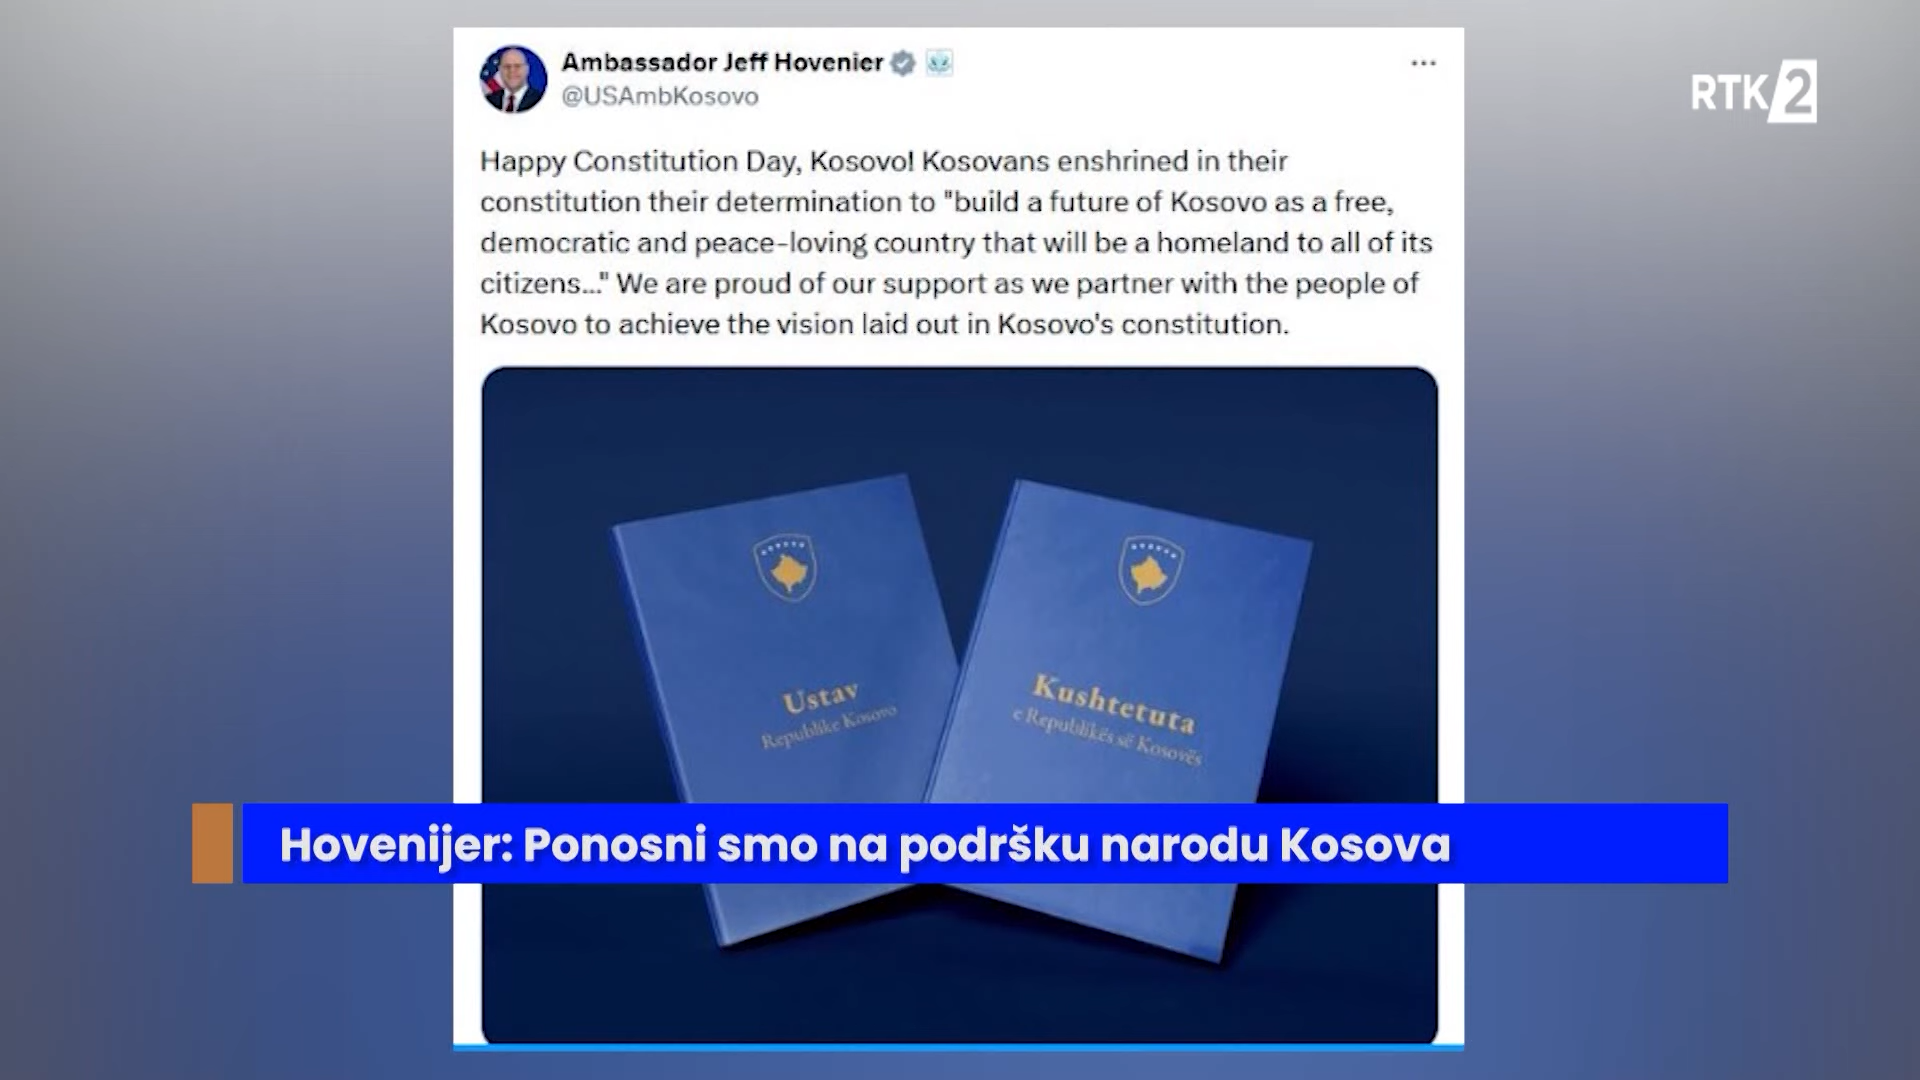 Ambassador Jeff Hovenier
@USAmbKosovo
RTK2
Happy Constitution Day, Kosovo! Kosovans enshrined in their
constitution their determination to "build a future of Kosovo as a free,
democratic and peace-loving country that will be a homeland to all of its
citizens..." We are proud of our support as we partner with the people of
Kosovo to achieve the vision laid out in Kosovo's constitution.
Ustav
Republike Kosovo
Kushtetuta
e Republikës së Kosovës
Hovenijer: Ponosni smo na podršku narodu Kosova